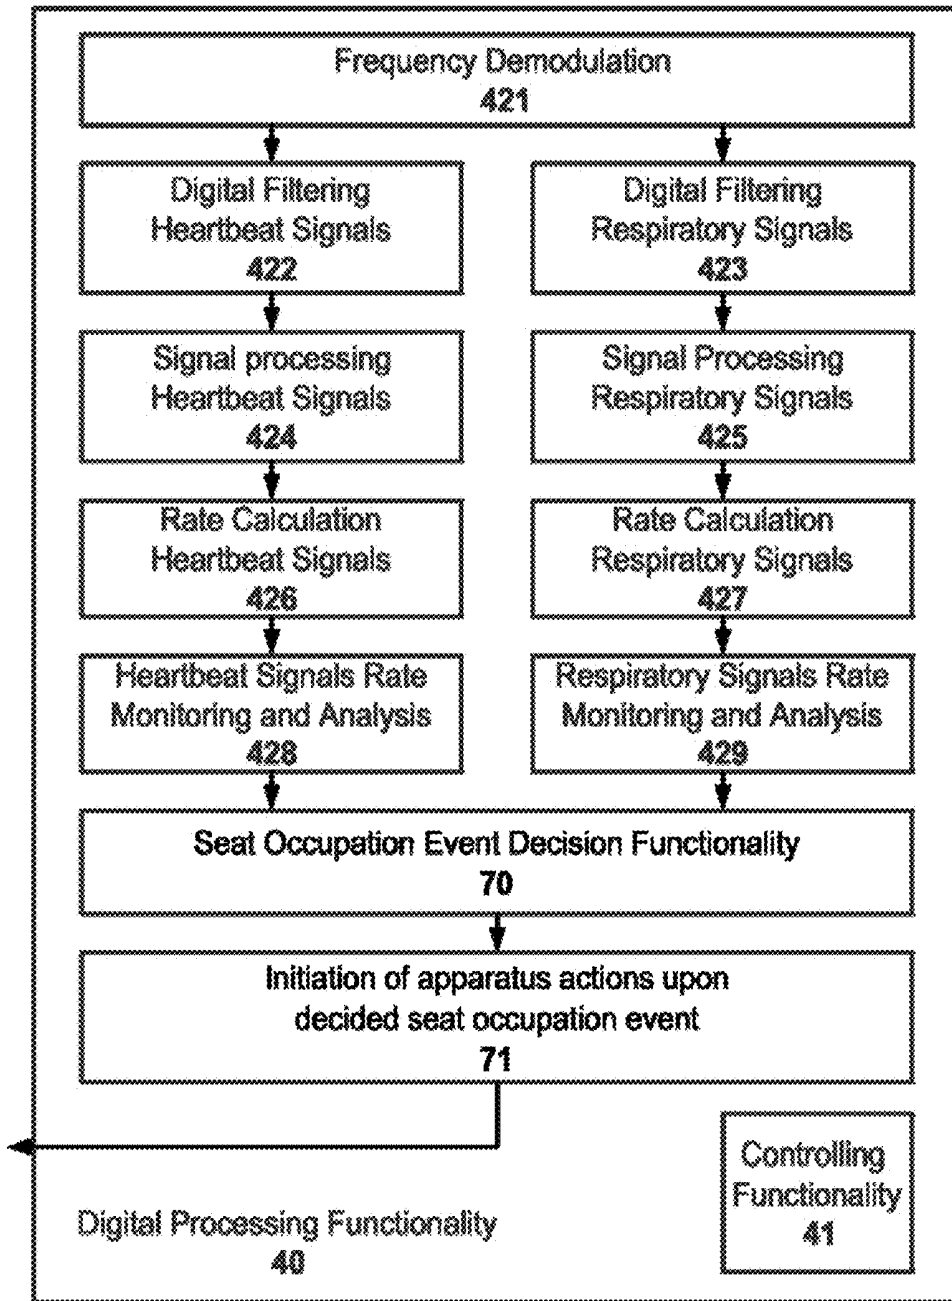 Frequency Demodulation
421
Digital Filtering
Heartbeat Signals
422
Digital Filtering
Respiratory Signals
423
Signal processing
Heartbeat Signals
424
Signal Processing
Respiratory Signals
425
Rate Calculation
Heartbeat Signals
426
Rate Calculation
Respiratory Signals
427
Heartbeat Signals Rate
Monitoring and Analysis
428
Respiratory Signals Rate
Monitoring and Analysis
429
Seat Occupation Event Decision Functionality
70
Initiation of apparatus actions upon
decided seat occupation event
71
Controlling
Functionality
41
Digital Processing Functionality
40